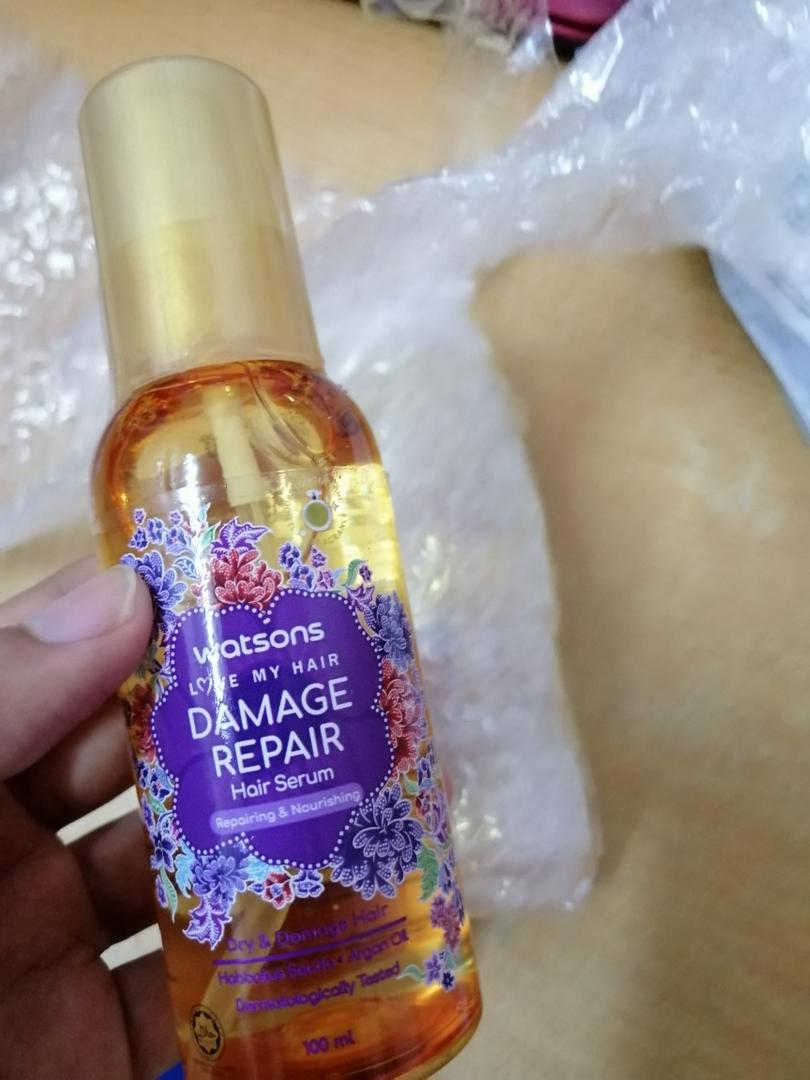 watsons
LOVE MY HAIR
DAMAGE
REPAIR
Hair Serum
Repairing & Nourishing
Dry & Damage Hair
Habbatus Sauda + Argan Oil
Dermatologically Tested
حلال
100 ml